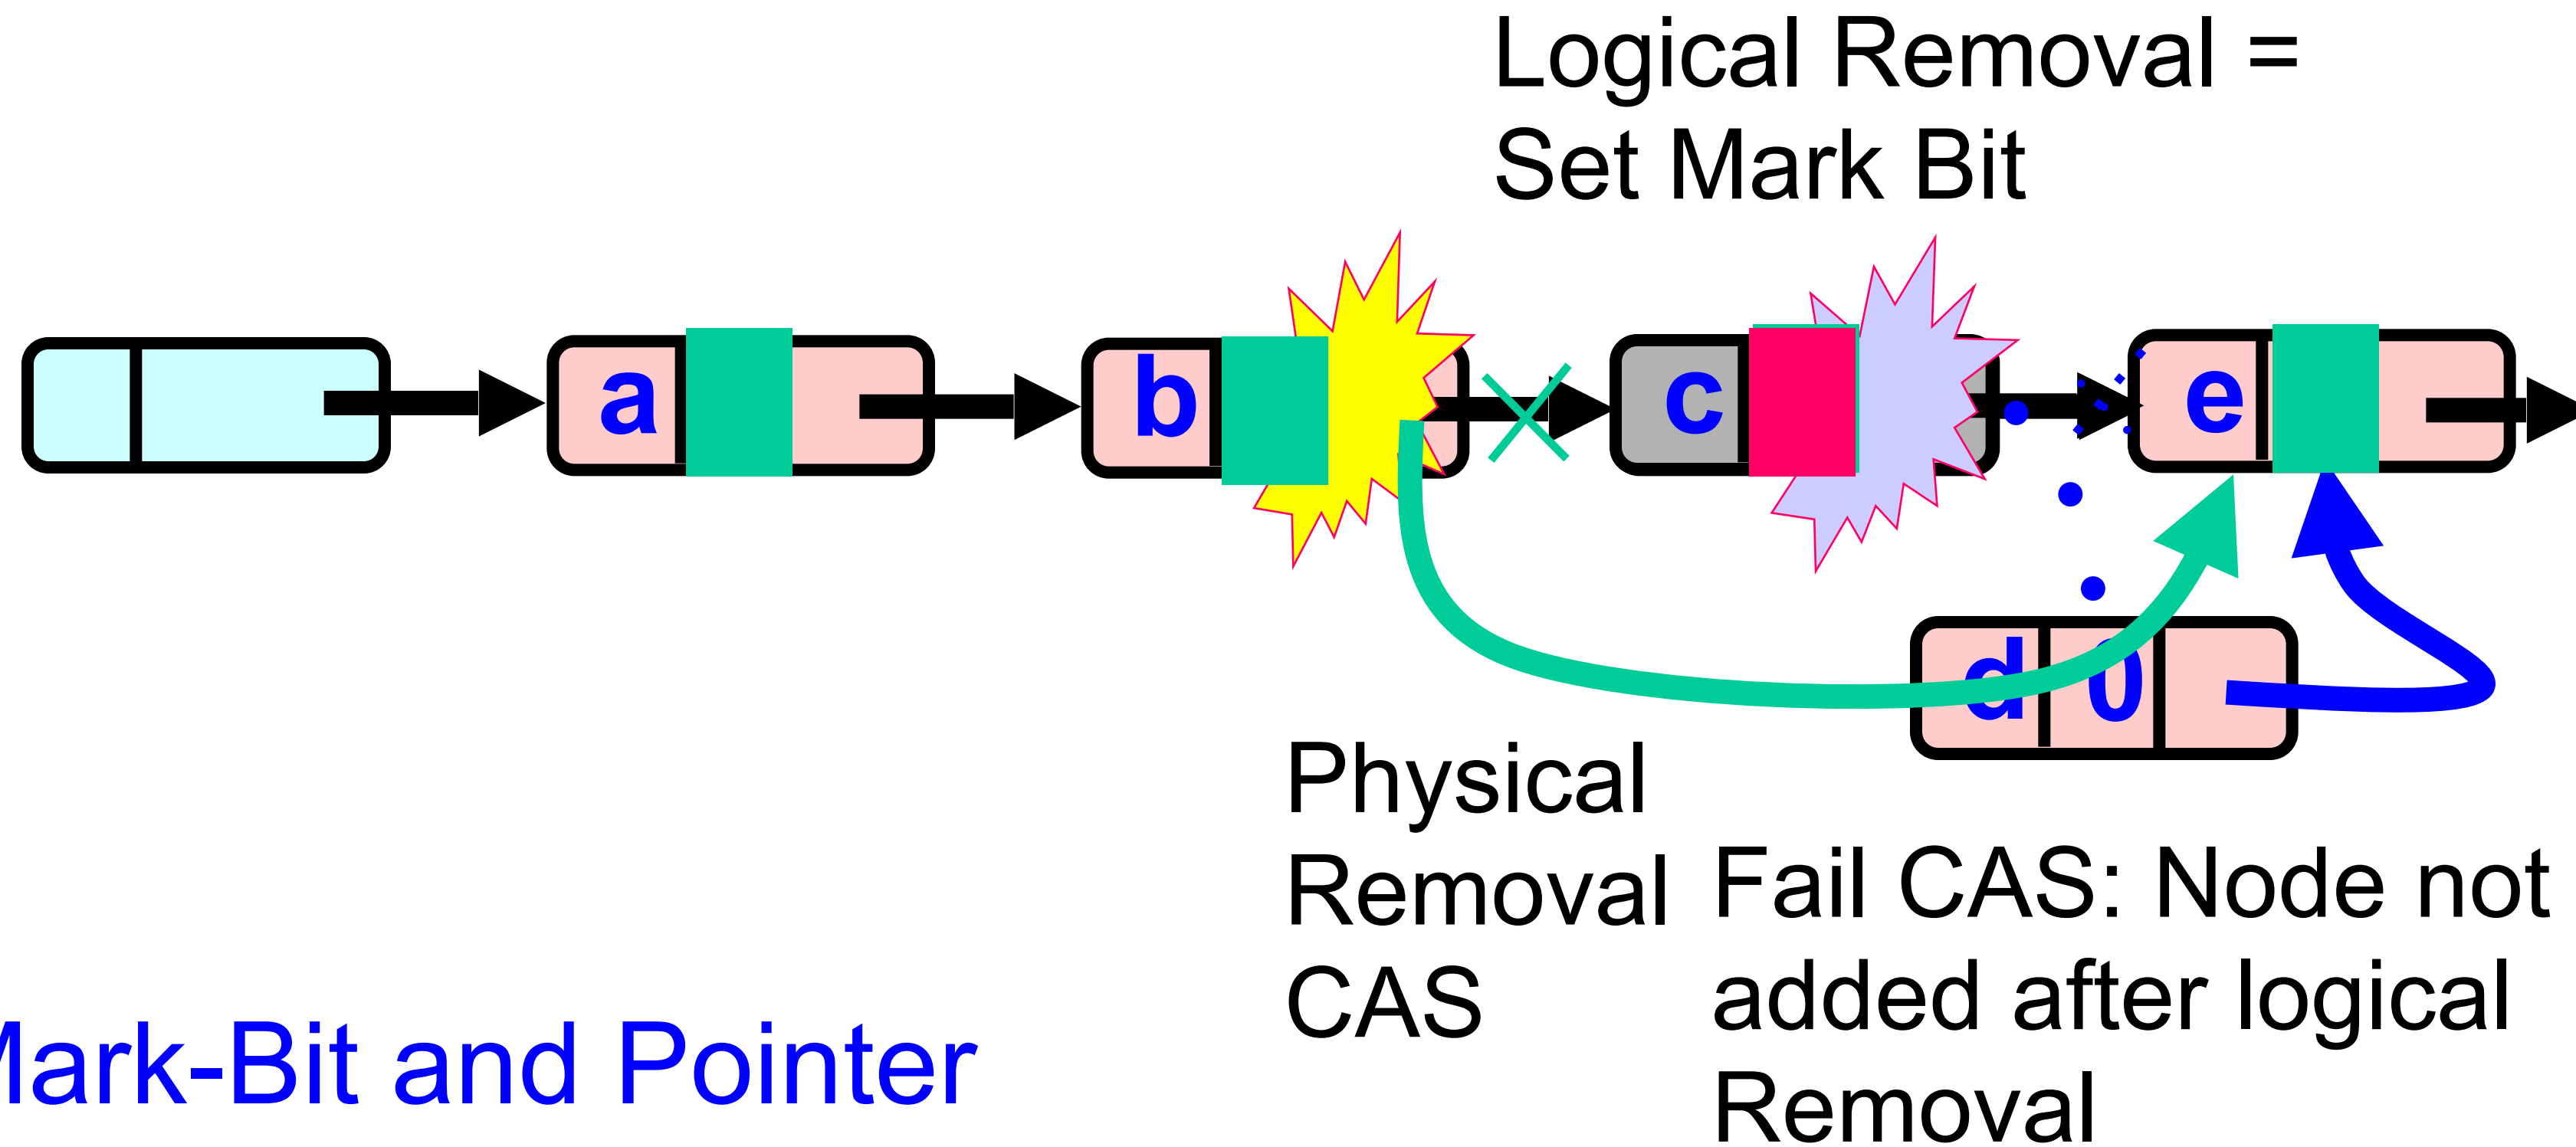 Logical Removal =
Set Mark Bit
a
b
c
e
d 0
Physical
Removal
CAS
Fail CAS: Node not
added after logical
Removal
Mark-Bit and Pointer